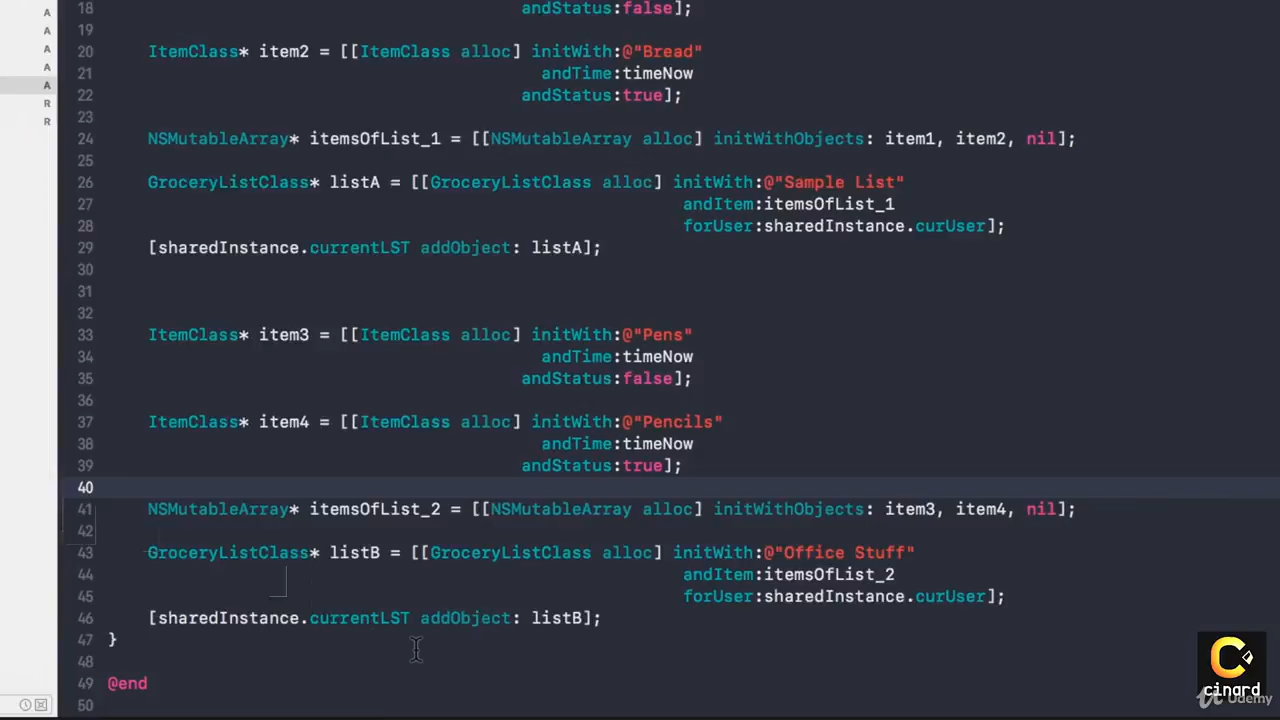 A
A
A
A
A
R
R
18 andStatus:false];
19
20 ItemClass* item2 = [[ItemClass alloc] initWith:@"Bread"
21 andTime:timeNow
22 andStatus:true];
23
24 NSMutableArray* itemsOfList_1 = [[NSMutableArray alloc] initWithObjects: item1, item2, nil];
25
26 GroceryListClass* listA = [[GroceryListClass alloc] initWith:@"Sample List"
27 andItem:itemsOfList_1
28 forUser:sharedInstance.curUser];
29 [sharedInstance.currentLST addObject: listA];
30
31
32
33 ItemClass* item3 = [[ItemClass alloc] initWith:@"Pens"
34 andTime:timeNow
35 andStatus:false];
36
37 ItemClass* item4 = [[ItemClass alloc] initWith:@"Pencils"
38 andTime:timeNow
39 andStatus:true];
40
41 NSMutableArray* itemsOfList_2 = [[NSMutableArray alloc] initWithObjects: item3, item4, nil];
42
43 GroceryListClass* listB = [[GroceryListClass alloc] initWith:@"Office Stuff"
44 andItem:itemsOfList_2
45 forUser:sharedInstance.curUser];
46 [sharedInstance.currentLST addObject: listB];
47 }
48
49 @end
50
cinard
Udemy